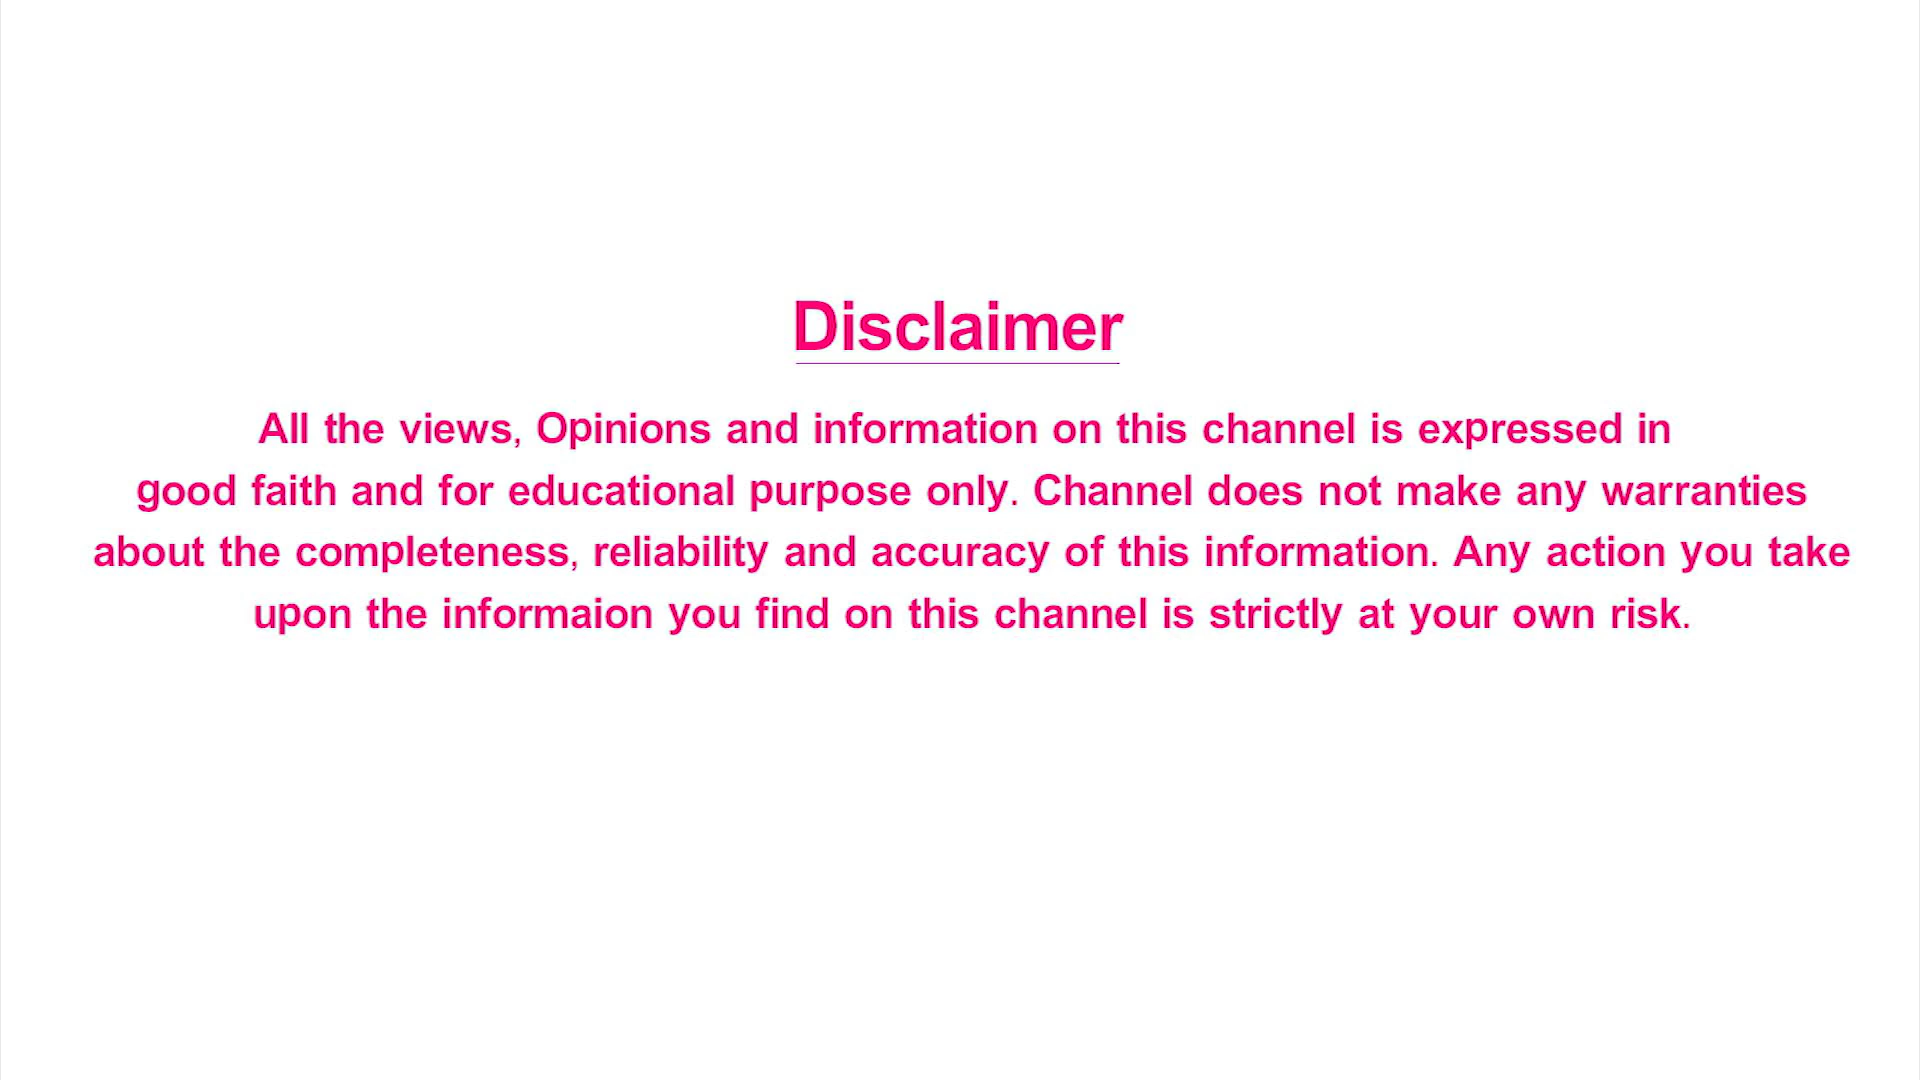 Disclaimer
All the views, Opinions and information on this channel is expressed in
good faith and for educational purpose only. Channel does not make any warranties
about the completeness, reliability and accuracy of this information. Any action you take
upon the informaion you find on this channel is strictly at your own risk.